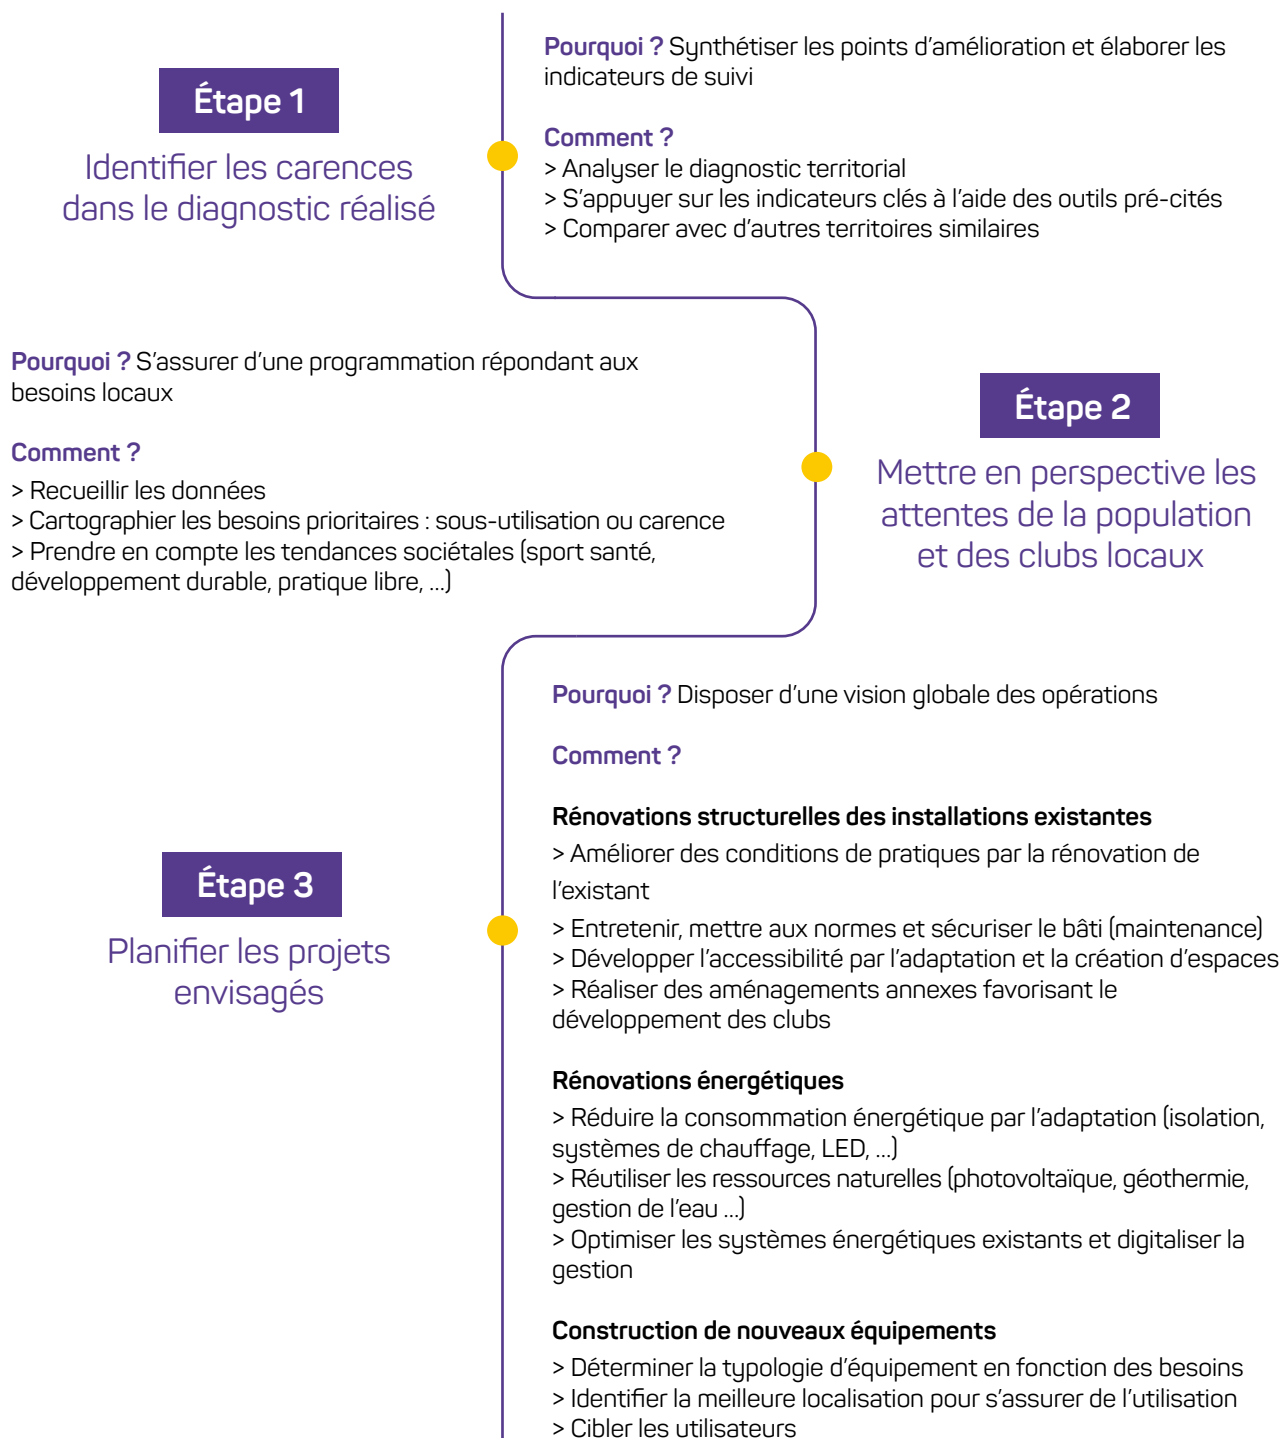 Étape 1
Identifier les carences
dans le diagnostic réalisé
Pourquoi ? Synthétiser les points d'amélioration et élaborer les
indicateurs de suivi
Comment ?
> Analyser le diagnostic territorial
> S'appuyer sur les indicateurs clés à l'aide des outils pré-cités
> Comparer avec d'autres territoires similaires
Étape 2
Mettre en perspective les
attentes de la population
et des clubs locaux
Pourquoi ? S'assurer d'une programmation répondant aux
besoins locaux
Comment ?
> Recueillir les données
> Cartographier les besoins prioritaires : sous-utilisation ou carence
> Prendre en compte les tendances sociétales (sport santé,
développement durable, pratique libre, ...)
Étape 3
Planifier les projets
envisagés
Pourquoi ? Disposer d'une vision globale des opérations
Comment ?
Rénovations structurelles des installations existantes
> Améliorer des conditions de pratiques par la rénovation de
l'existant
> Entretenir, mettre aux normes et sécuriser le bâti (maintenance)
> Développer l'accessibilité par l'adaptation et la création d'espaces
> Réaliser des aménagements annexes favorisant le
développement des clubs
Rénovations énergétiques
> Réduire la consommation énergétique par l'adaptation (isolation,
systèmes de chauffage, LED, ...)
> Réutiliser les ressources naturelles (photovoltaïque, géothermie,
gestion de l'eau ...)
> Optimiser les systèmes énergétiques existants et digitaliser la
gestion
Construction de nouveaux équipements
> Déterminer la typologie d'équipement en fonction des besoins
> Identifier la meilleure localisation pour s'assurer de l'utilisation
> Cibler les utilisateurs